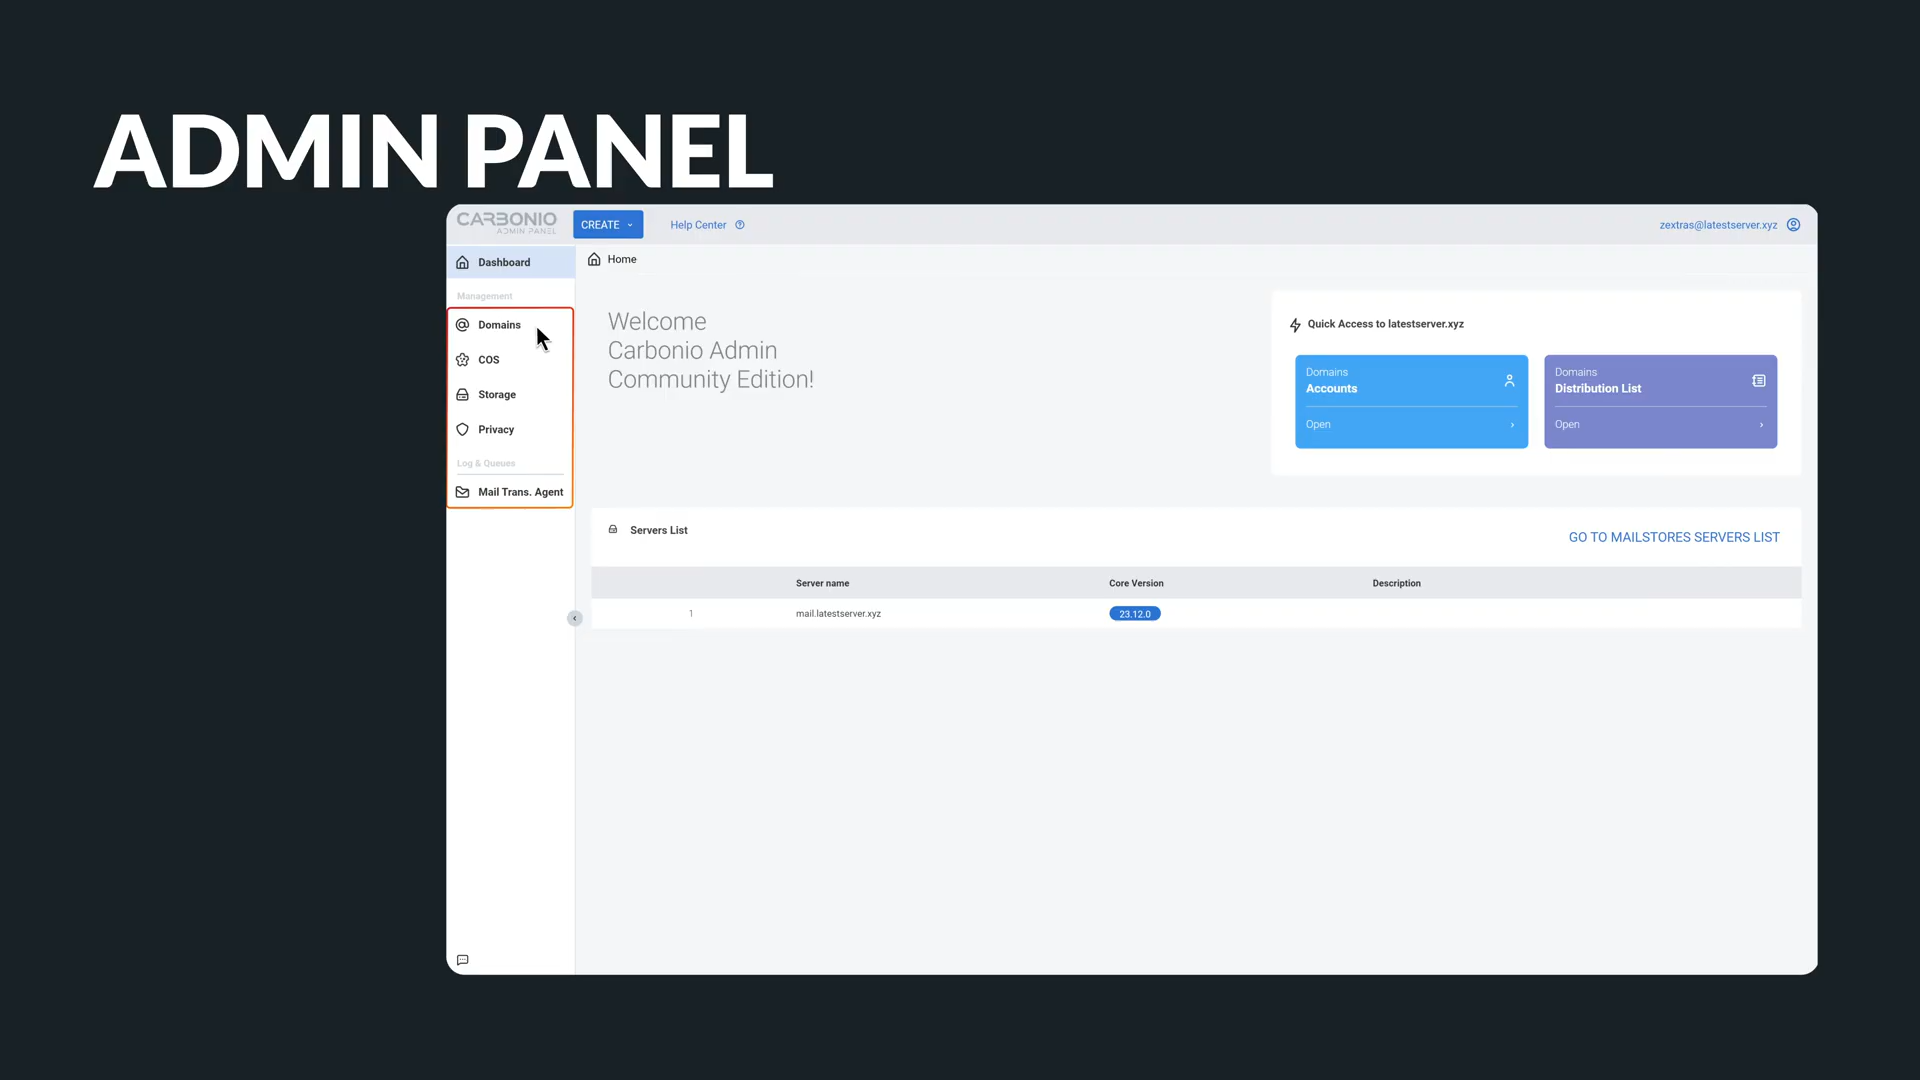 ADMIN PANEL
CARBONIO
ADMIN PANEL
CREATE
Help Center
zextras@latestserver.xyz
Dashboard
Home
Management
Domains
COS
Storage
Privacy
Log & Queues
Mail Trans. Agent
Welcome
Carbonio Admin
Community Edition!
Quick Access to latestserver.xyz
Domains
Accounts
Open
Domains
Distribution List
Open
Servers List
GO TO MAILSTORES SERVERS LIST
Server name Core Version Description
1 mail.latestserver.xyz 23.12.0